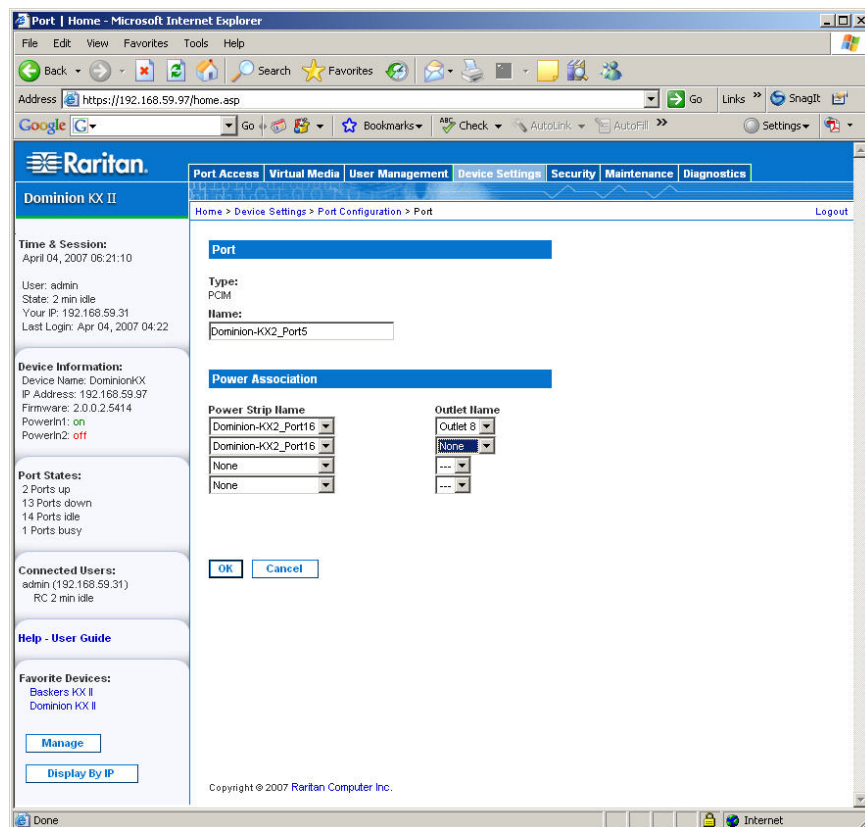 Port | Home - Microsoft Internet Explorer
File Edit View Favorites Tools Help
Back Search Favorites
Address https://192.168.59.97/home.asp Go Links » SnagIt
Google G Go Bookmarks Check AutoLink AutoFill » Settings
Raritan.
Port Access Virtual Media User Management Device Settings Security Maintenance Diagnostics
Dominion KX II
Home > Device Settings > Port Configuration > Port Logout
Time & Session:
April 04, 2007 06:21:10
User: admin
State: 2 min idle
Your IP: 192.168.59.31
Last Login: Apr 04, 2007 04:22
Device Information:
Device Name: DominionKX
IP Address: 192.168.59.97
Firmware: 2.0.0.2.5414
PowerIn1: on
PowerIn2: off
Port States:
2 Ports up
13 Ports down
14 Ports idle
1 Ports busy
Connected Users:
admin (192.168.59.31)
RC 2 min idle
Help - User Guide
Favorite Devices:
Baskers KX II
Dominion KX II
Manage
Display By IP
Port
Type:
PCIM
Name:
Dominion-KX2_Port5
Power Association
Power Strip Name Outlet Name
Dominion-KX2_Port16 Outlet 8
Dominion-KX2_Port16 None
None ---
None ---
OK Cancel
Copyright © 2007 Raritan Computer Inc.
Done Internet